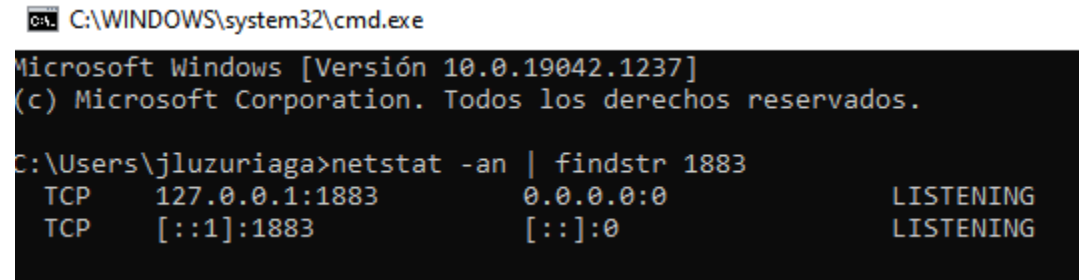 C:\WINDOWS\system32\cmd.exe
Microsoft Windows [Versión 10.0.19042.1237]
(c) Microsoft Corporation. Todos los derechos reservados.
C:\Users\jluzuriaga>netstat -an | findstr 1883
TCP    127.0.0.1:1883    0.0.0.0:0    LISTENING
TCP    [::1]:1883    [::]:0    LISTENING